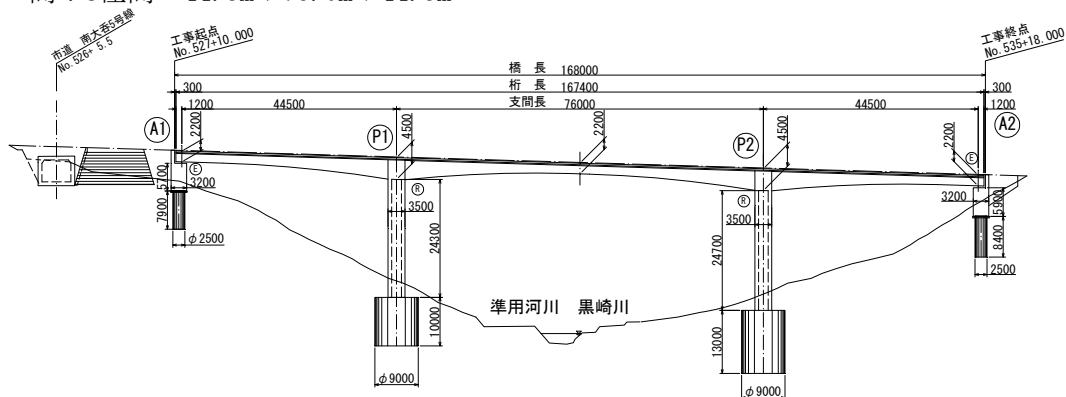 市道 南大呑5号線
No.526+ 5.5
工事起点
No.527+10.000
工事終点
No.535+18.000
橋 長 168000
300 桁 長 167400 300
1200 44500 支間長 76000 44500 1200
A1 2200 P1 4500 2200 P2 4500 2200 A2
E R R E
5700 3200 3500 3500 3200 5900
7900 24300 24700 8400
φ2500 2500
準用河川 黒崎川
10000 13000
φ9000 φ9000